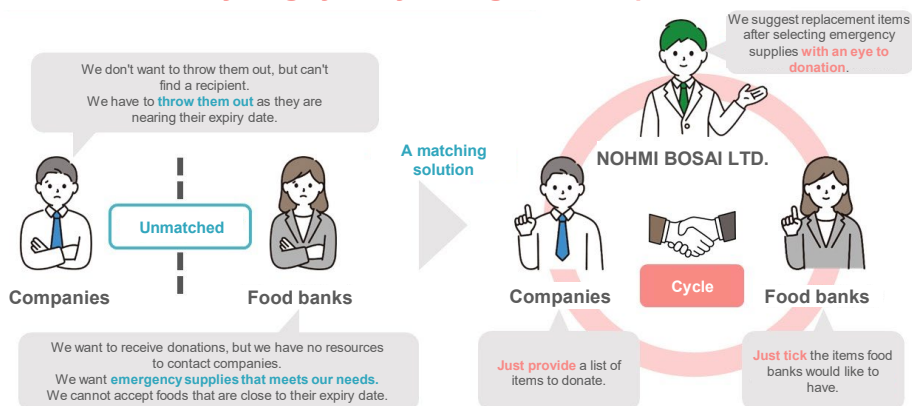 We don't want to throw them out, but can't
find a recipient.
We have to throw them out as they are
nearing their expiry date.
Unmatched
Companies
Food banks
We want to receive donations, but we have no resources
to contact companies.
We want emergency supplies that meets our needs.
We cannot accept foods that are close to their expiry date.
A matching
solution
We suggest replacement items
after selecting emergency
supplies with an eye to
donation.
NOHMI BOSAI LTD.
Cycle
Companies
Food banks
Just provide a list of
items to donate.
Just tick the items food
banks would like to
have.